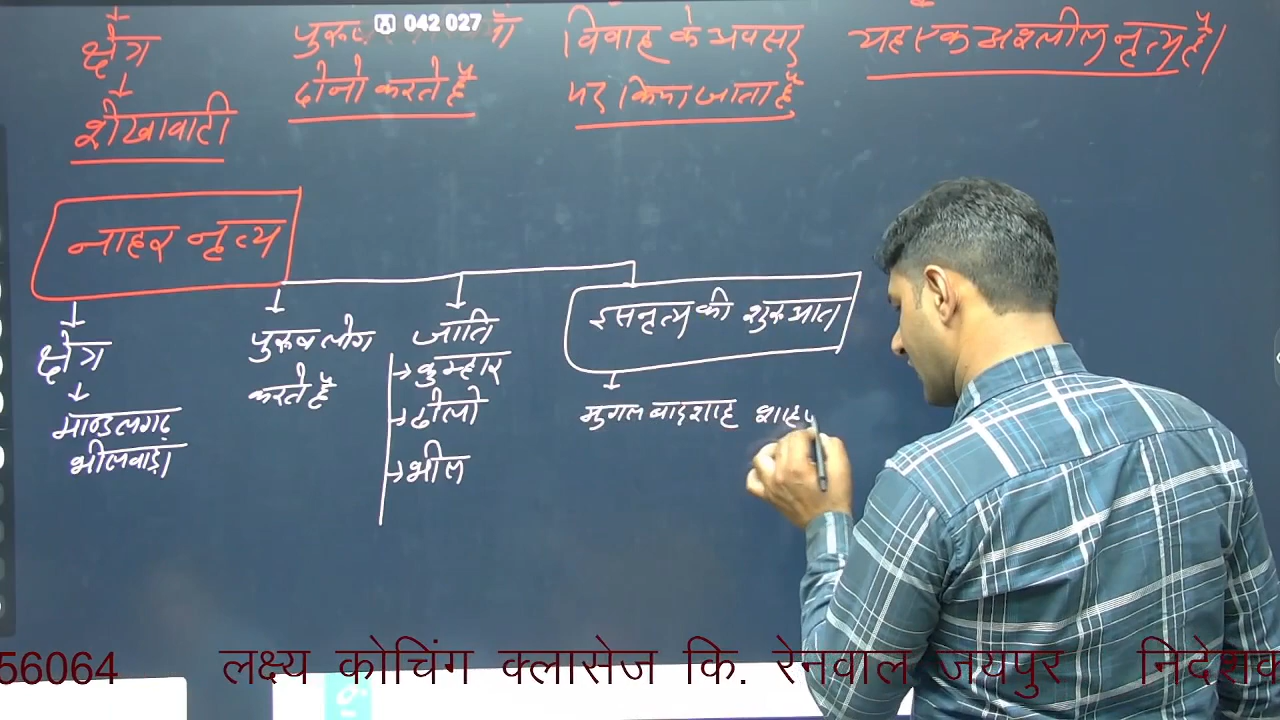 042 027
क्षेत्र
शेखावाटी
पुरुष
दोनो करते हैं
विवाह के अवसर
पर किया जाता है
यह एक अश्लील नृत्य है।
नाहर नृत्य
क्षेत्र
माण्डलगढ़
भीलवाड़ा
पुरुष लोग
करते हैं
जाति
कुम्हार
ढोली
भील
इस नृत्य की शुरुआत
मुगल बादशाह शाह
56064 लक्ष्य कोचिंग क्लासेज कि. रेनवाल जयपुर निदेशक